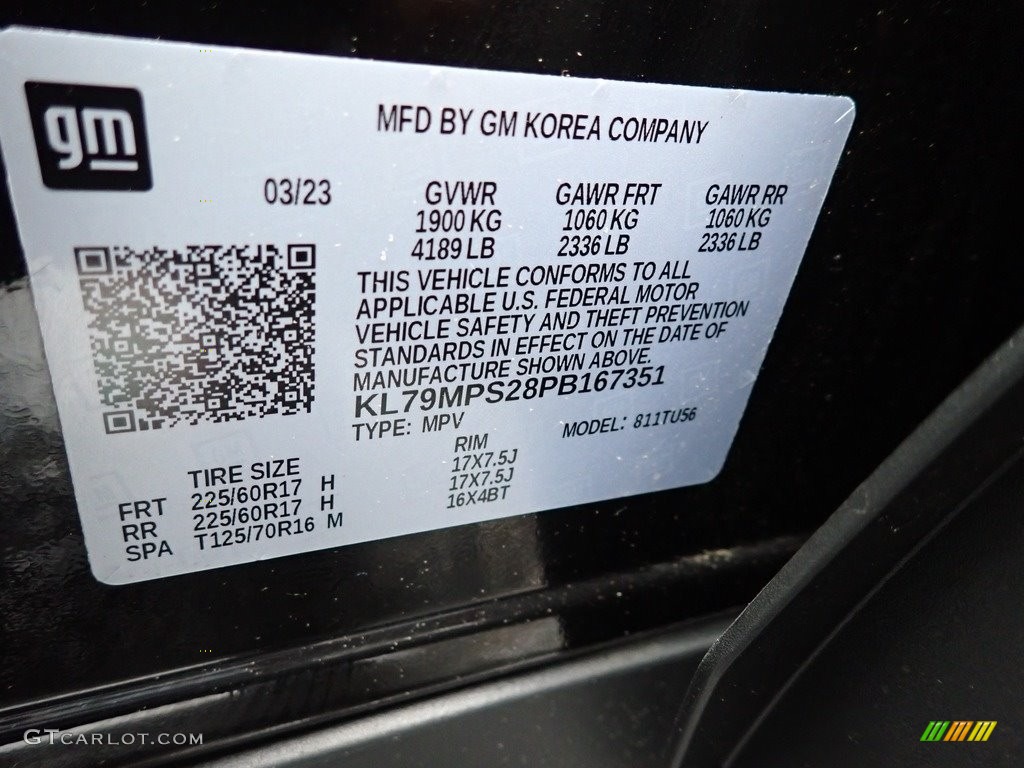 gm
MFD BY GM KOREA COMPANY
03/23 GVWR GAWR FRT GAWR RR
1900 KG 1060 KG 1060 KG
4189 LB 2336 LB 2336 LB
THIS VEHICLE CONFORMS TO ALL
APPLICABLE U.S. FEDERAL MOTOR
VEHICLE SAFETY AND THEFT PREVENTION
STANDARDS IN EFFECT ON THE DATE OF
MANUFACTURE SHOWN ABOVE.
KL79MPS28PB167351
TYPE: MPV MODEL: 811TU56
TIRE SIZE RIM
FRT 225/60R17 H 17X7.5J
RR 225/60R17 H 17X7.5J
SPA T125/70R16 M 16X4BT
GTCARLOT.COM